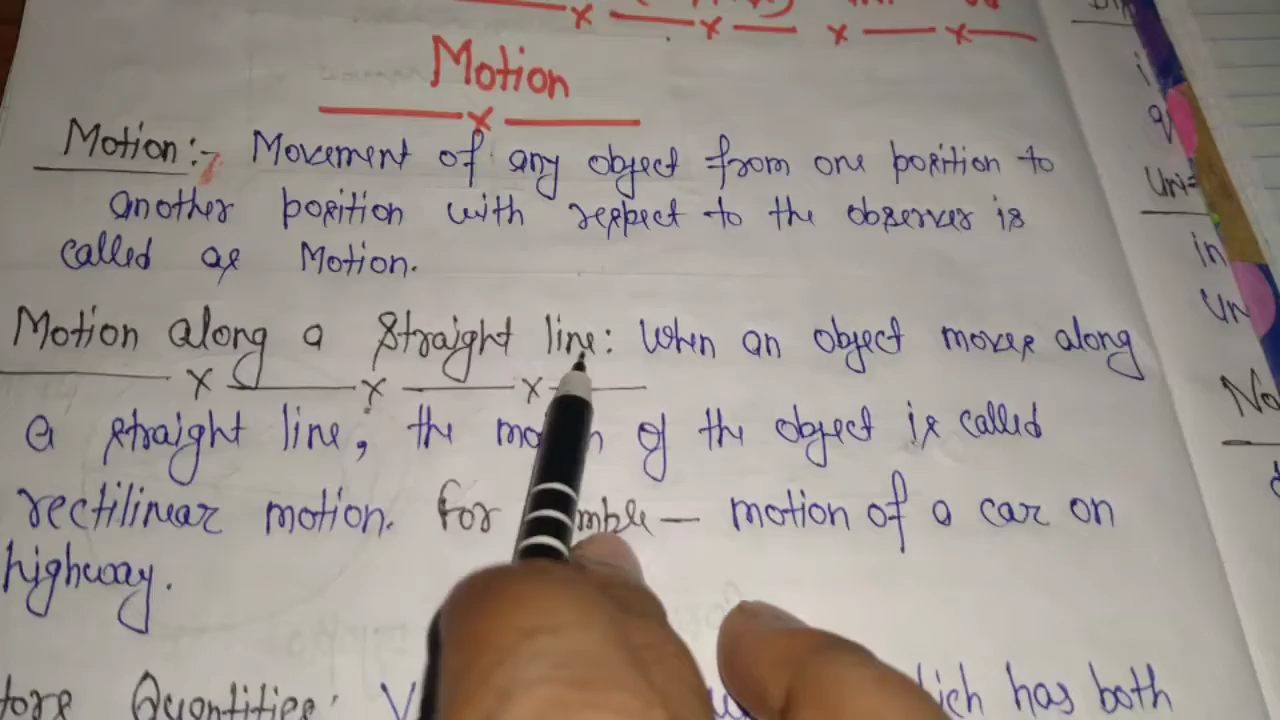 Motion
Motion :- Movement of any object from one position to
another position with respect to the observer is
called as Motion.
Motion along a Straight line: When an object moves along
a straight line, the of the object is called
rectilinear motion. For motion of a car on
highway.
Quantities: has both